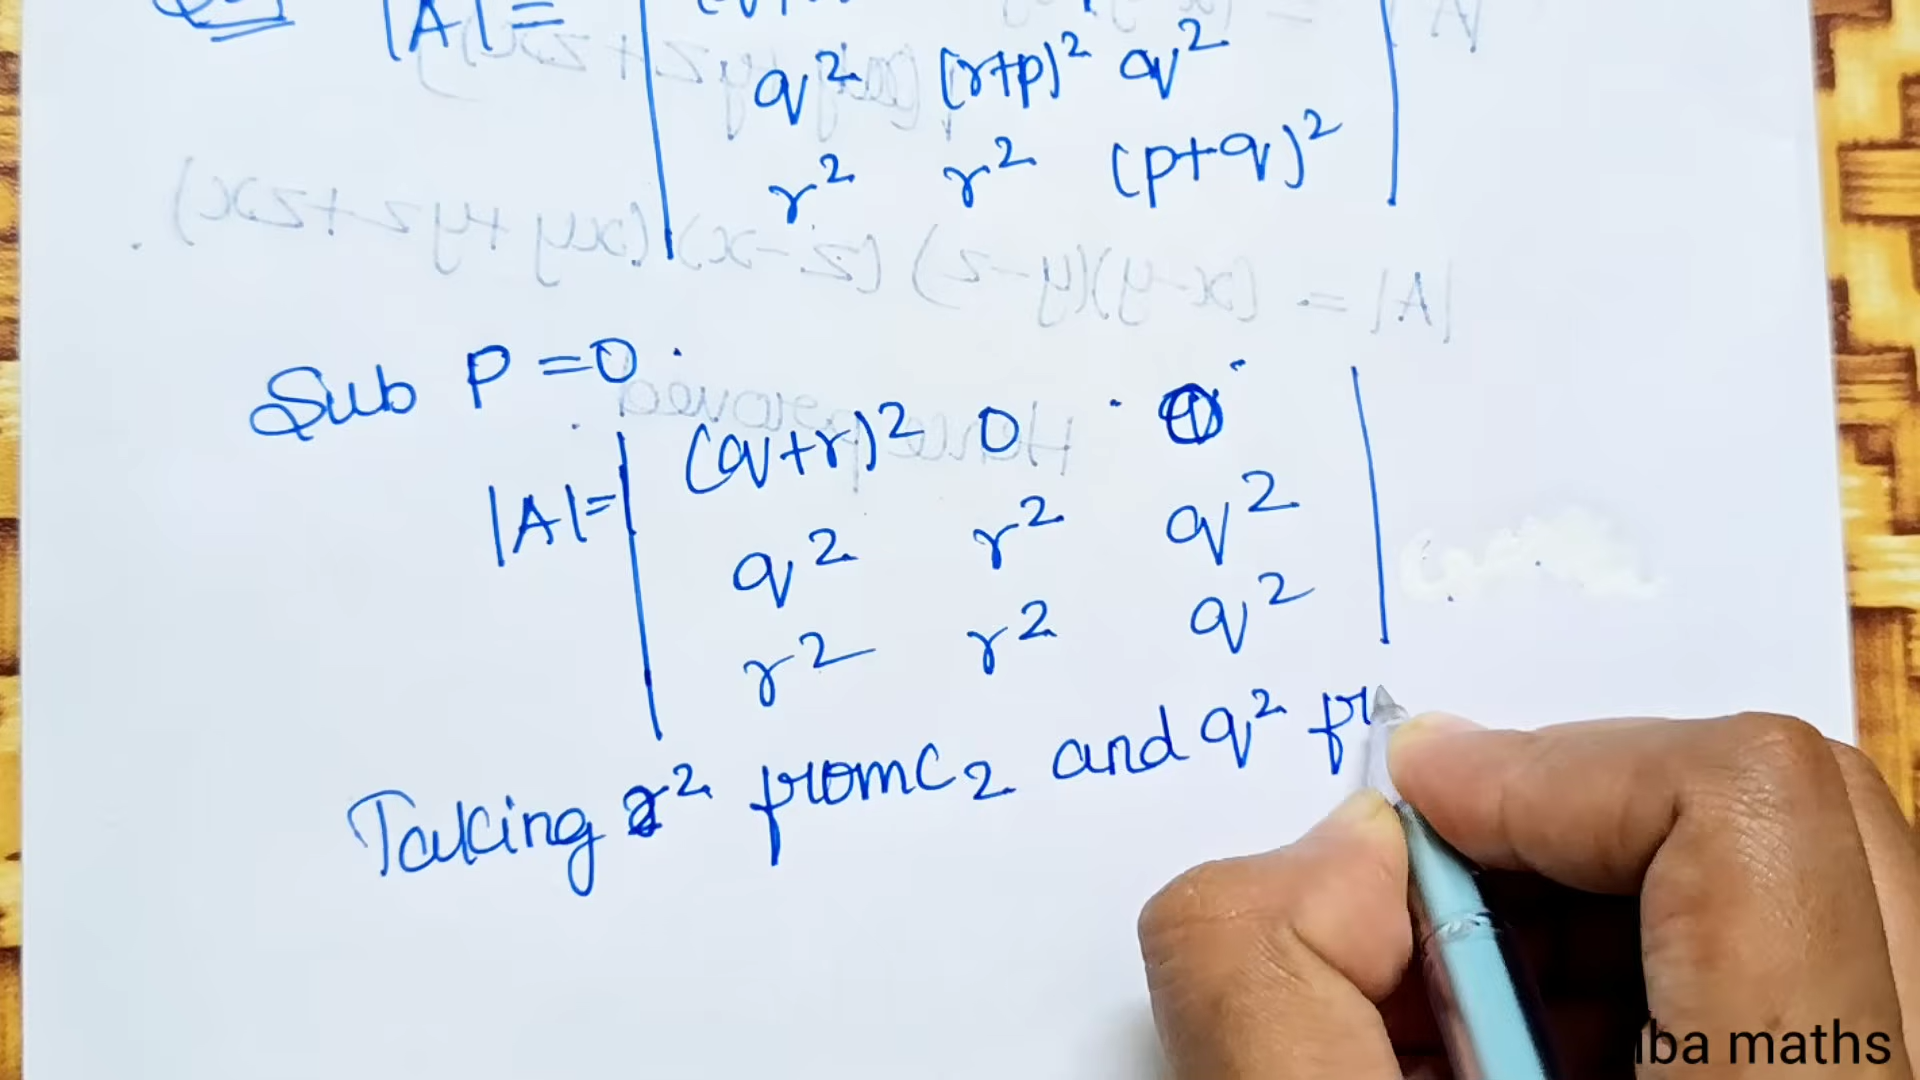 |A| =
q² (r+p)² q²
r² r² (p+q)²
Sub P = 0
|A| = (q+r)² 0 0
q² r² q²
r² r² q²
Taking r² from C₂ and q² fr
ba maths